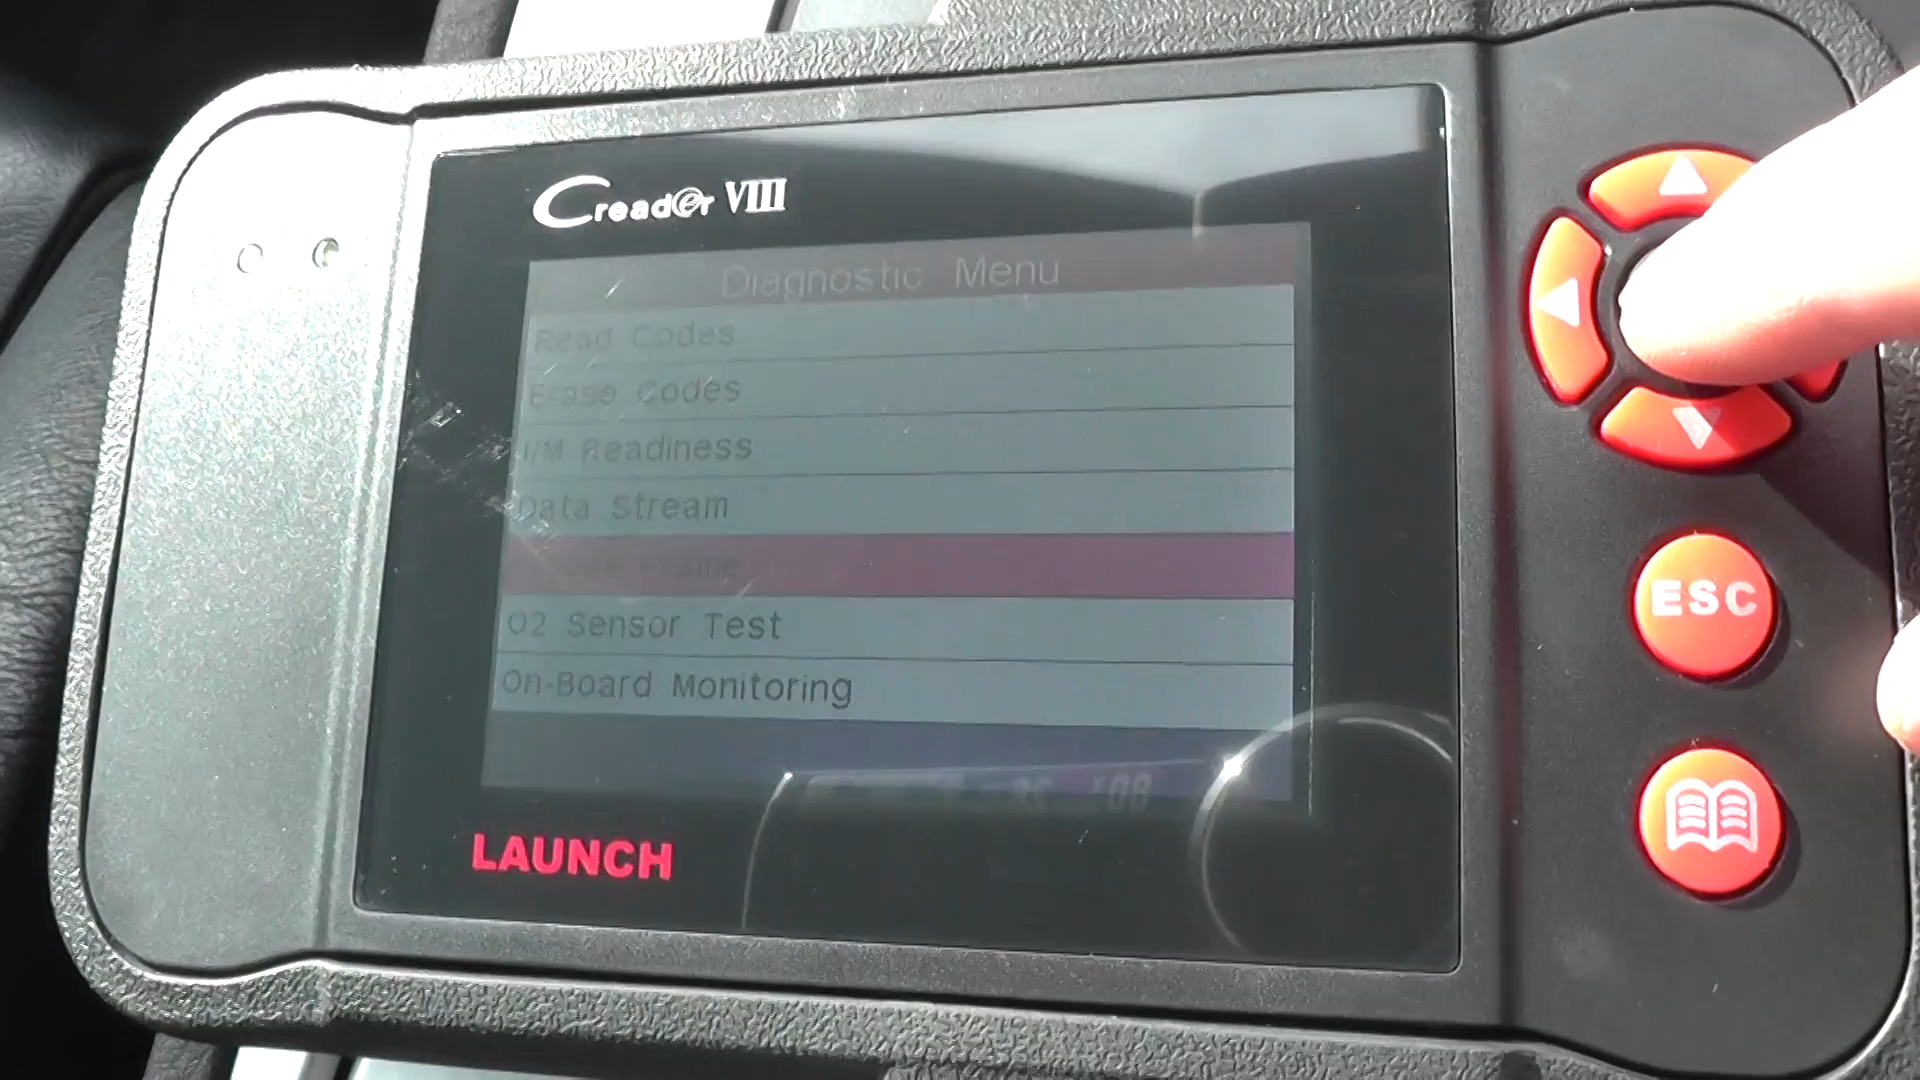 Creader VIII
Diagnostic Menu
Read Codes
Erase Codes
I/M Readiness
Data Stream
Frame
O2 Sensor Test
On-Board Monitoring
LAUNCH
ESC